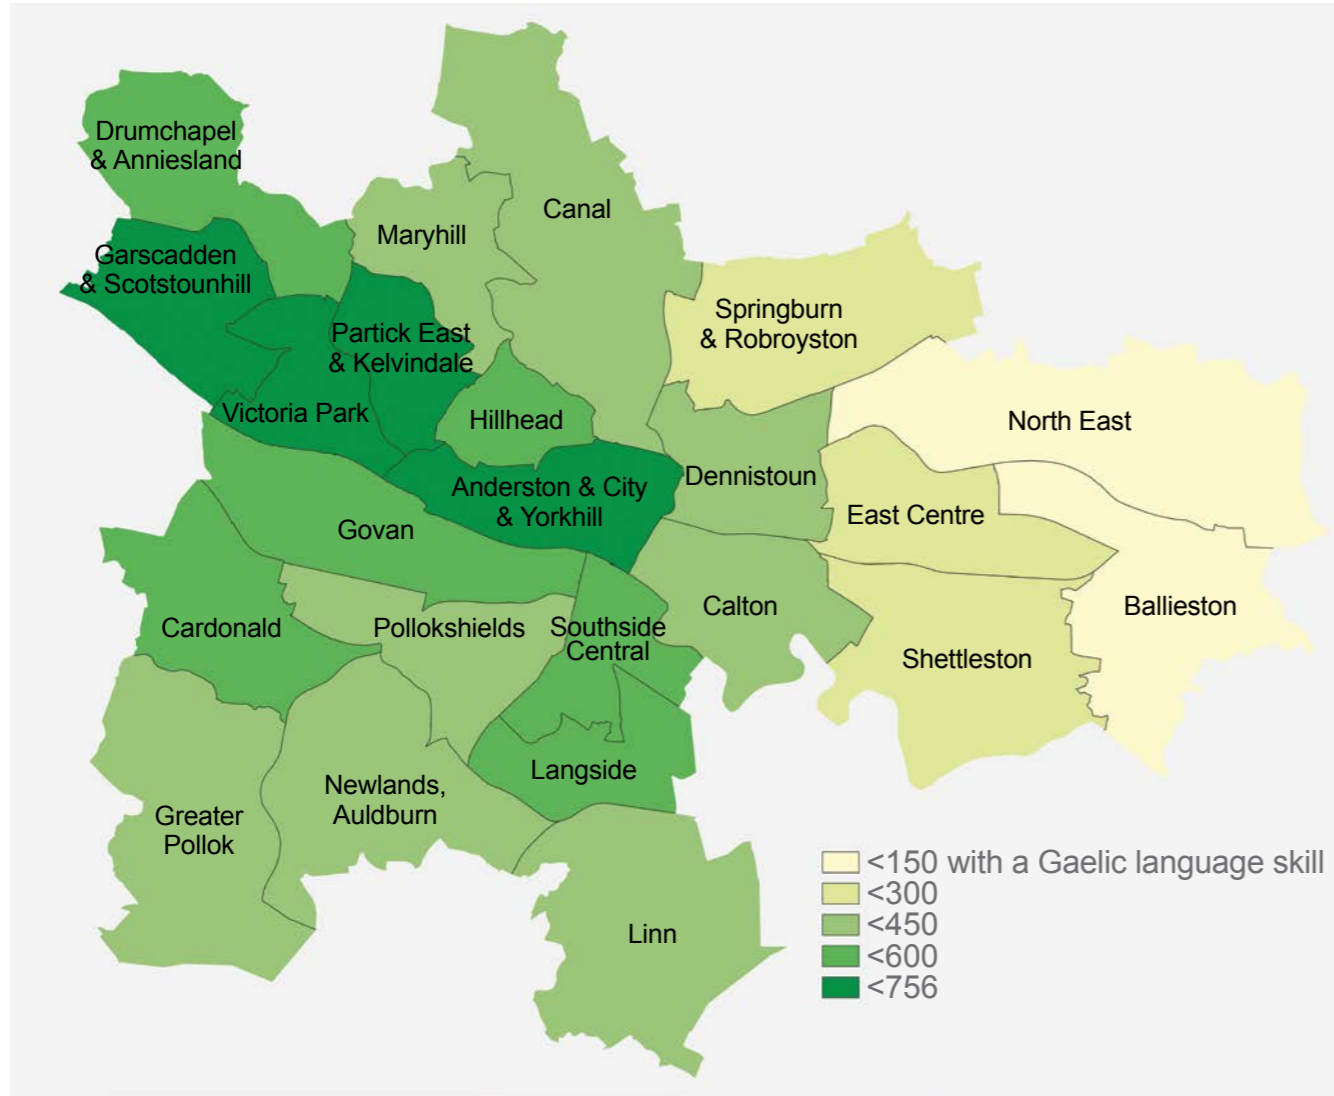 Drumchapel
& Anniesland
Canal
Maryhill
Garscadden
& Scotstounhill
Springburn
& Robroyston
Partick East
& Kelvindale
Victoria Park
Hillhead
North East
Dennistoun
Anderston & City
& Yorkhill
East Centre
Govan
Calton
Ballieston
Cardonald
Pollokshields
Southside
Central
Shettleston
Langside
Newlands,
Auldburn
Greater
Pollok
Linn
<150 with a Gaelic language skill
<300
<450
<600
<756